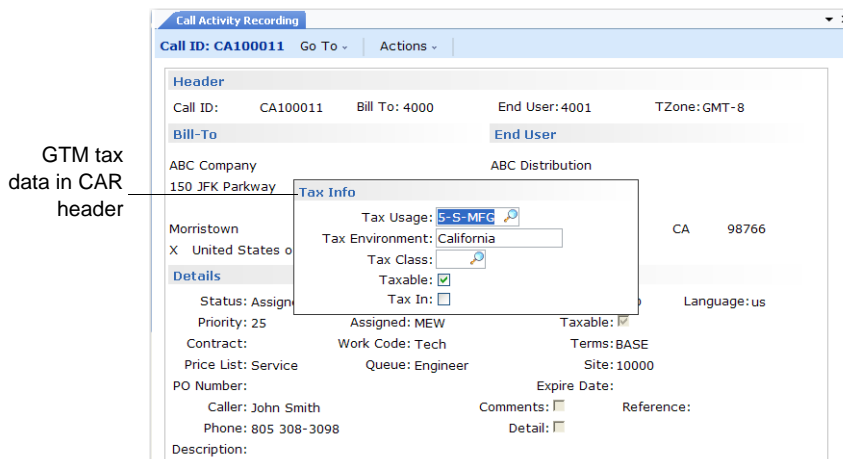 Call Activity Recording
Call ID: CA100011 Go To Actions
Header
Call ID: CA100011 Bill To: 4000 End User: 4001 TZone: GMT-8
Bill-To End User
GTM tax
data in CAR
header
ABC Company ABC Distribution
150 JFK Parkway
Tax Info
Tax Usage: 5-S-MFG
Morristown CA 98766
Tax Environment: California
X United States o
Tax Class:
Details
Taxable:
Status: Assigne Tax In: Language: us
Priority: 25 Assigned: MEW Taxable:
Contract: Work Code: Tech Terms: BASE
Price List: Service Queue: Engineer Site: 10000
PO Number: Expire Date:
Caller: John Smith Comments: Reference:
Phone: 805 308-3098 Detail:
Description: